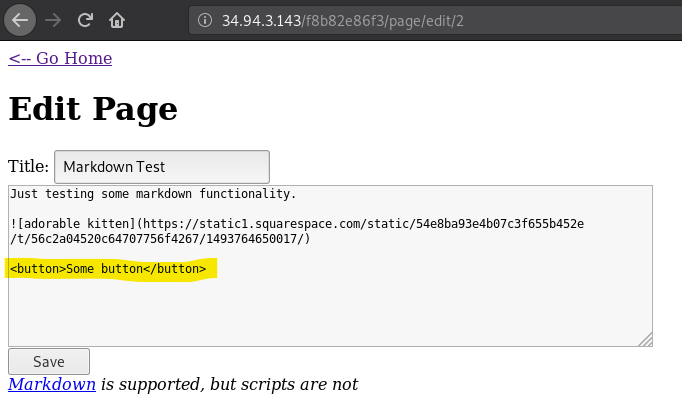 34.94.3.143/f8b82e86f3/page/edit/2
<-- Go Home
Edit Page
Title: Markdown Test
Just testing some markdown functionality.
![adorable kitten](https://static1.squarespace.com/static/54e8ba93e4b07c3f655b452e
/t/56c2a04520c64707756f4267/1493764650017/)
<button>Some button</button>
Save
Markdown is supported, but scripts are not